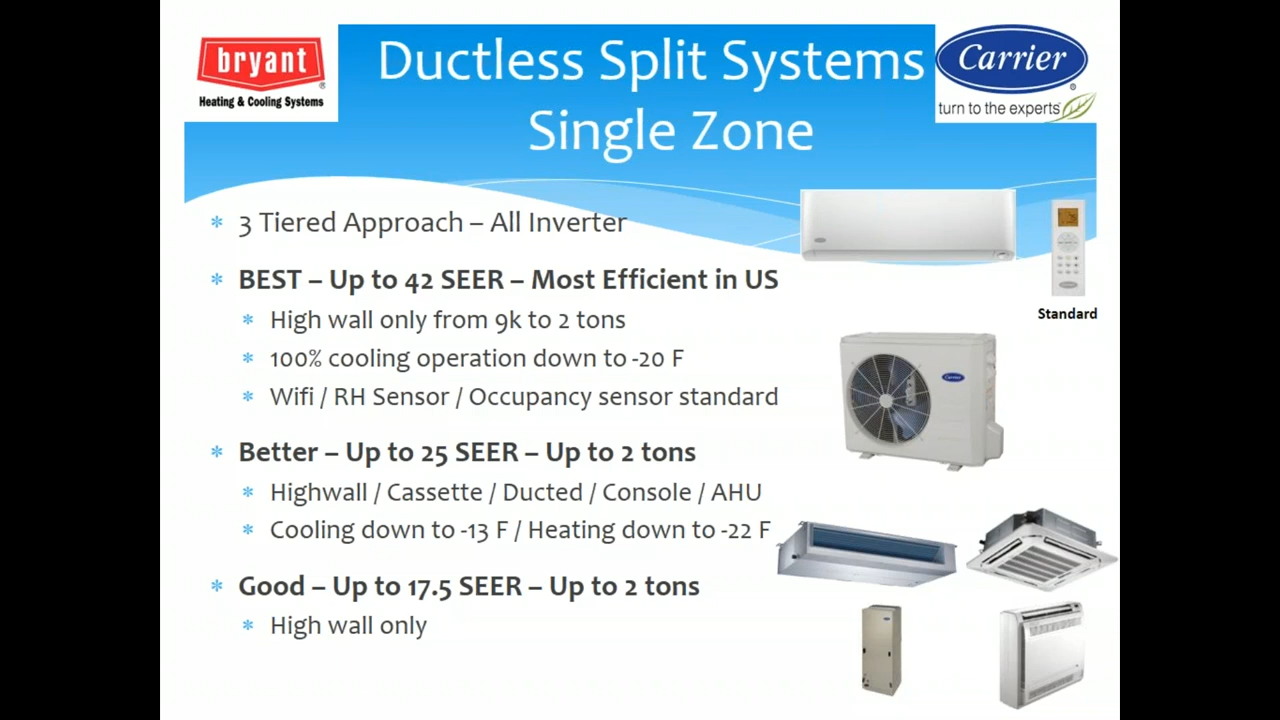 bryant
Heating & Cooling Systems
Ductless Split Systems
Single Zone
Carrier
turn to the experts
* 3 Tiered Approach – All Inverter
* BEST – Up to 42 SEER – Most Efficient in US
* High wall only from 9k to 2 tons
* 100% cooling operation down to -20 F
* Wifi / RH Sensor / Occupancy sensor standard
* Better – Up to 25 SEER – Up to 2 tons
* Highwall / Cassette / Ducted / Console / AHU
* Cooling down to -13 F / Heating down to -22 F
* Good – Up to 17.5 SEER – Up to 2 tons
* High wall only
Standard
Carrier